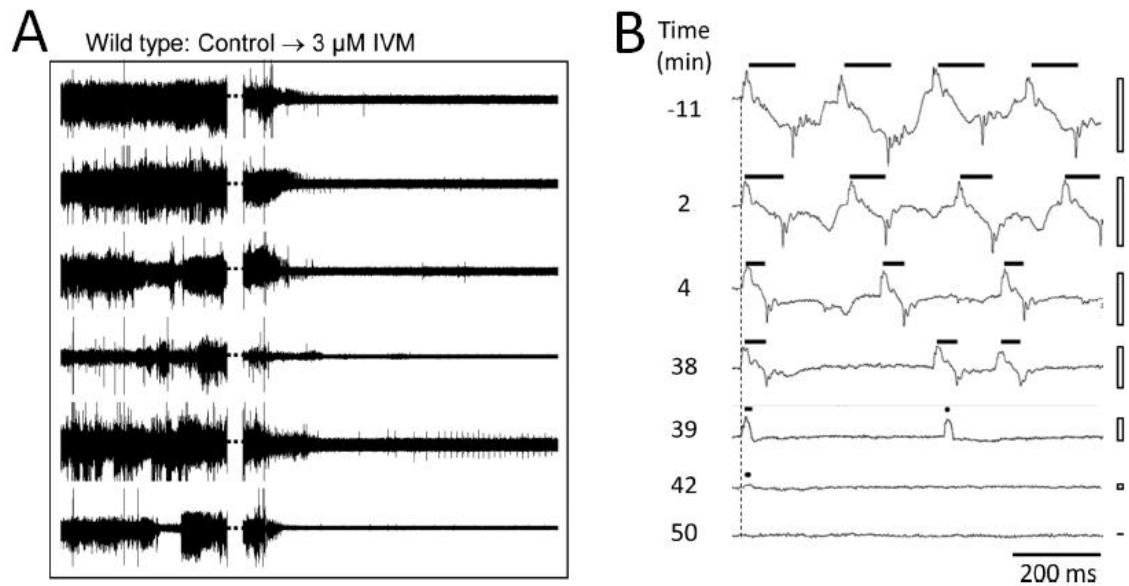 A
Wild type: Control → 3 µM IVM
B
Time
(min)
-11
2
4
38
39
42
50
200 ms